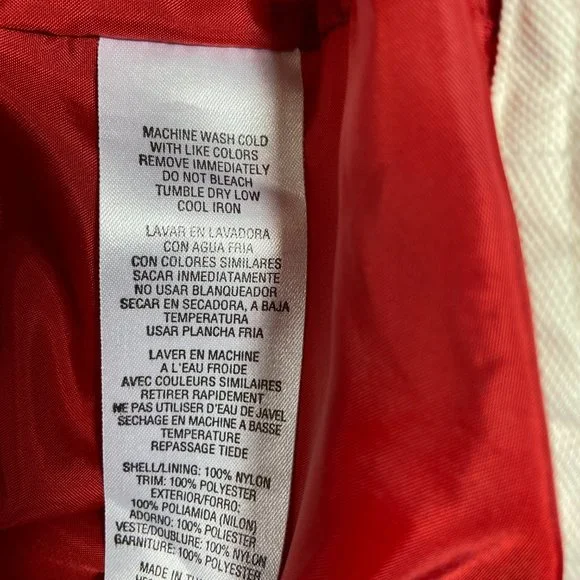 MACHINE WASH COLD
WITH LIKE COLORS
REMOVE IMMEDIATELY
DO NOT BLEACH
TUMBLE DRY LOW
COOL IRON
LAVAR EN LAVADORA
CON AGUA FRIA
CON COLORES SIMILARES
SACAR INMEDIATAMENTE
NO USAR BLANQUEADOR
SECAR EN SECADORA, A BAJA
TEMPERATURA
USAR PLANCHA FRIA
LAVER EN MACHINE
A L'EAU FROIDE
AVEC COULEURS SIMILAIRES
RETIRER RAPIDEMENT
NE PAS UTILISER D'EAU DE JAVEL
SECHAGE EN MACHINE A BASSE
TEMPERATURE
REPASSAGE TIEDE
SHELL/LINING: 100% NYLON
TRIM: 100% POLYESTER
EXTERIOR/FORRO:
100% POLIAMIDA (NILON)
ADORNO: 100% POLIESTER
VESTE/DOUBLURE: 100% NYLON
GARNITURE: 100% POLYESTER
MADE IN